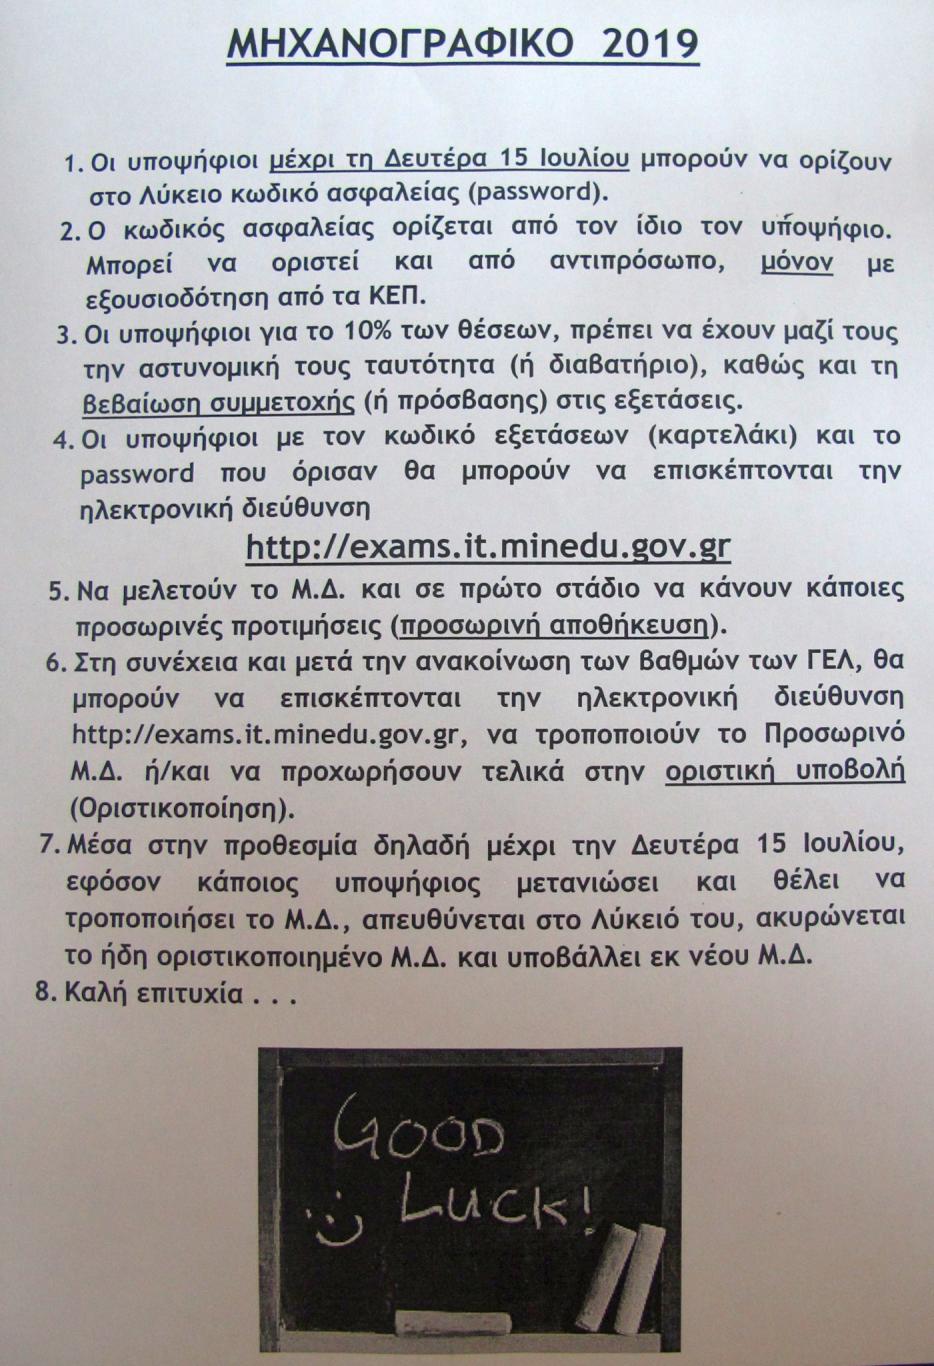 ΜΗΧΑΝΟΓΡΑΦΙΚΟ 2019
1. Οι υποψήφιοι μέχρι τη Δευτέρα 15 Ιουλίου μπορούν να ορίζουν
στο Λύκειο κωδικό ασφαλείας (password).
2. Ο κωδικός ασφαλείας ορίζεται από τον ίδιο τον υποψήφιο.
Μπορεί να οριστεί και από αντιπρόσωπο, μόνον με
εξουσιοδότηση από τα ΚΕΠ.
3. Οι υποψήφιοι για το 10% των θέσεων, πρέπει να έχουν μαζί τους
την αστυνομική τους ταυτότητα (ή διαβατήριο), καθώς και τη
βεβαίωση συμμετοχής (ή πρόσβασης) στις εξετάσεις.
4. Οι υποψήφιοι με τον κωδικό εξετάσεων (καρτελάκι) και το
password που όρισαν θα μπορούν να επισκέπτονται την
ηλεκτρονική διεύθυνση
http://exams.it.minedu.gov.gr
5. Να μελετούν το Μ.Δ. και σε πρώτο στάδιο να κάνουν κάποιες
προσωρινές προτιμήσεις (προσωρινή αποθήκευση).
6. Στη συνέχεια και μετά την ανακοίνωση των βαθμών των ΓΕΛ, θα
μπορούν να επισκέπτονται την ηλεκτρονική διεύθυνση
http://exams.it.minedu.gov.gr, να τροποποιούν το Προσωρινό
Μ.Δ. ή/και να προχωρήσουν τελικά στην οριστική υποβολή
(Οριστικοποίηση).
7. Μέσα στην προθεσμία δηλαδή μέχρι την Δευτέρα 15 Ιουλίου,
εφόσον κάποιος υποψήφιος μετανιώσει και θέλει να
τροποποιήσει το Μ.Δ., απευθύνεται στο Λύκειό του, ακυρώνεται
το ήδη οριστικοποιημένο Μ.Δ. και υποβάλλει εκ νέου Μ.Δ.
8. Καλή επιτυχία . . .
GOOD
LUCK!